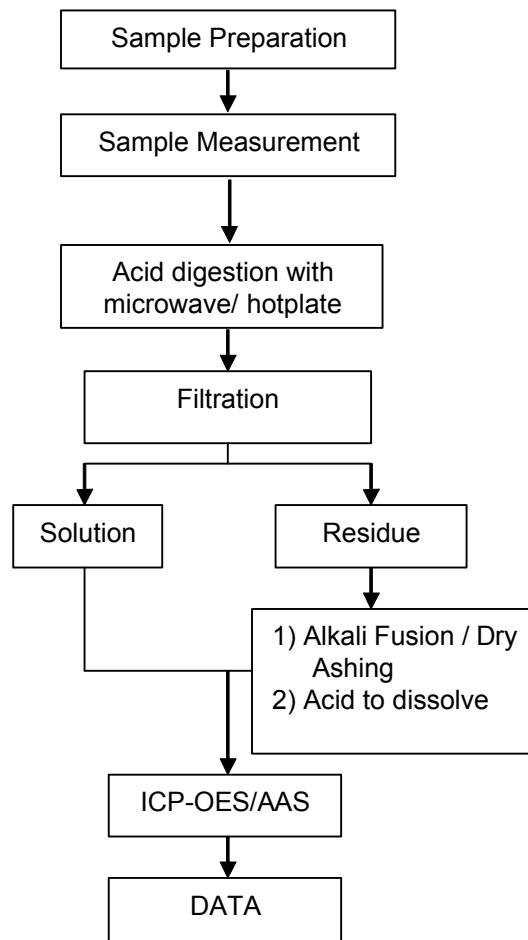 Sample Preparation
Sample Measurement
Acid digestion with
microwave/ hotplate
Filtration
Solution
Residue
1) Alkali Fusion / Dry
Ashing
2) Acid to dissolve
ICP-OES/AAS
DATA